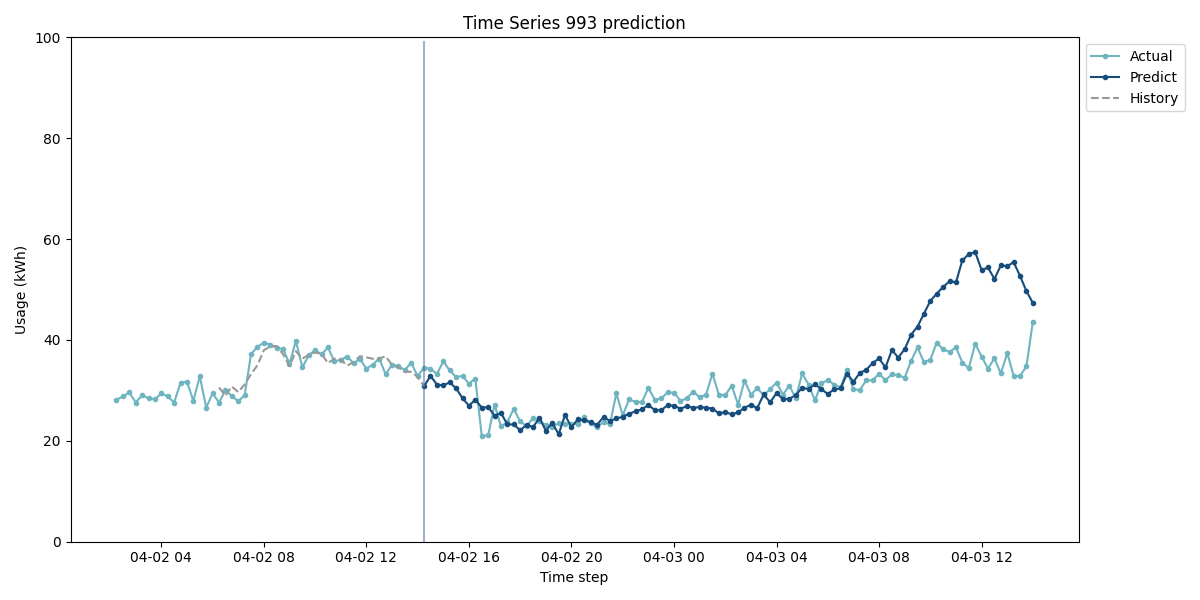 Time Series 993 prediction
100
80
60
40
20
0
Usage (kWh)
04-02 04
04-02 08
04-02 12
04-02 16
04-02 20
04-03 00
04-03 04
04-03 08
04-03 12
Time step
Actual
Predict
History